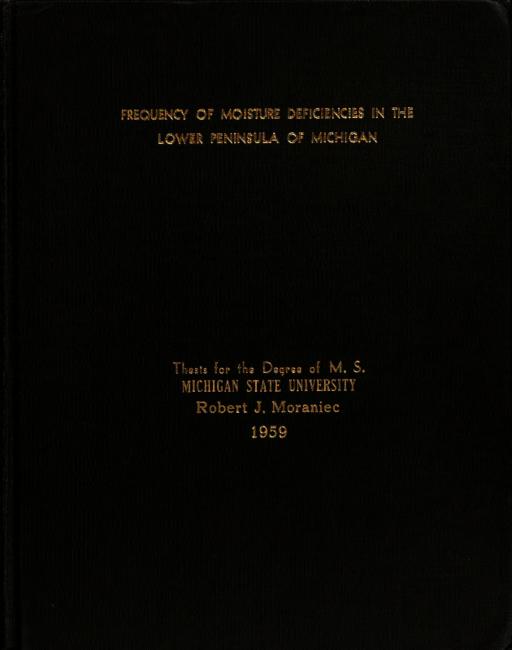 FREQUENCY OF MOISTURE DEFICIENCIES IN THE
LOWER PENINSULA OF MICHIGAN
Thesis for the Degree of M. S.
MICHIGAN STATE UNIVERSITY
Robert J. Moraniec
1959